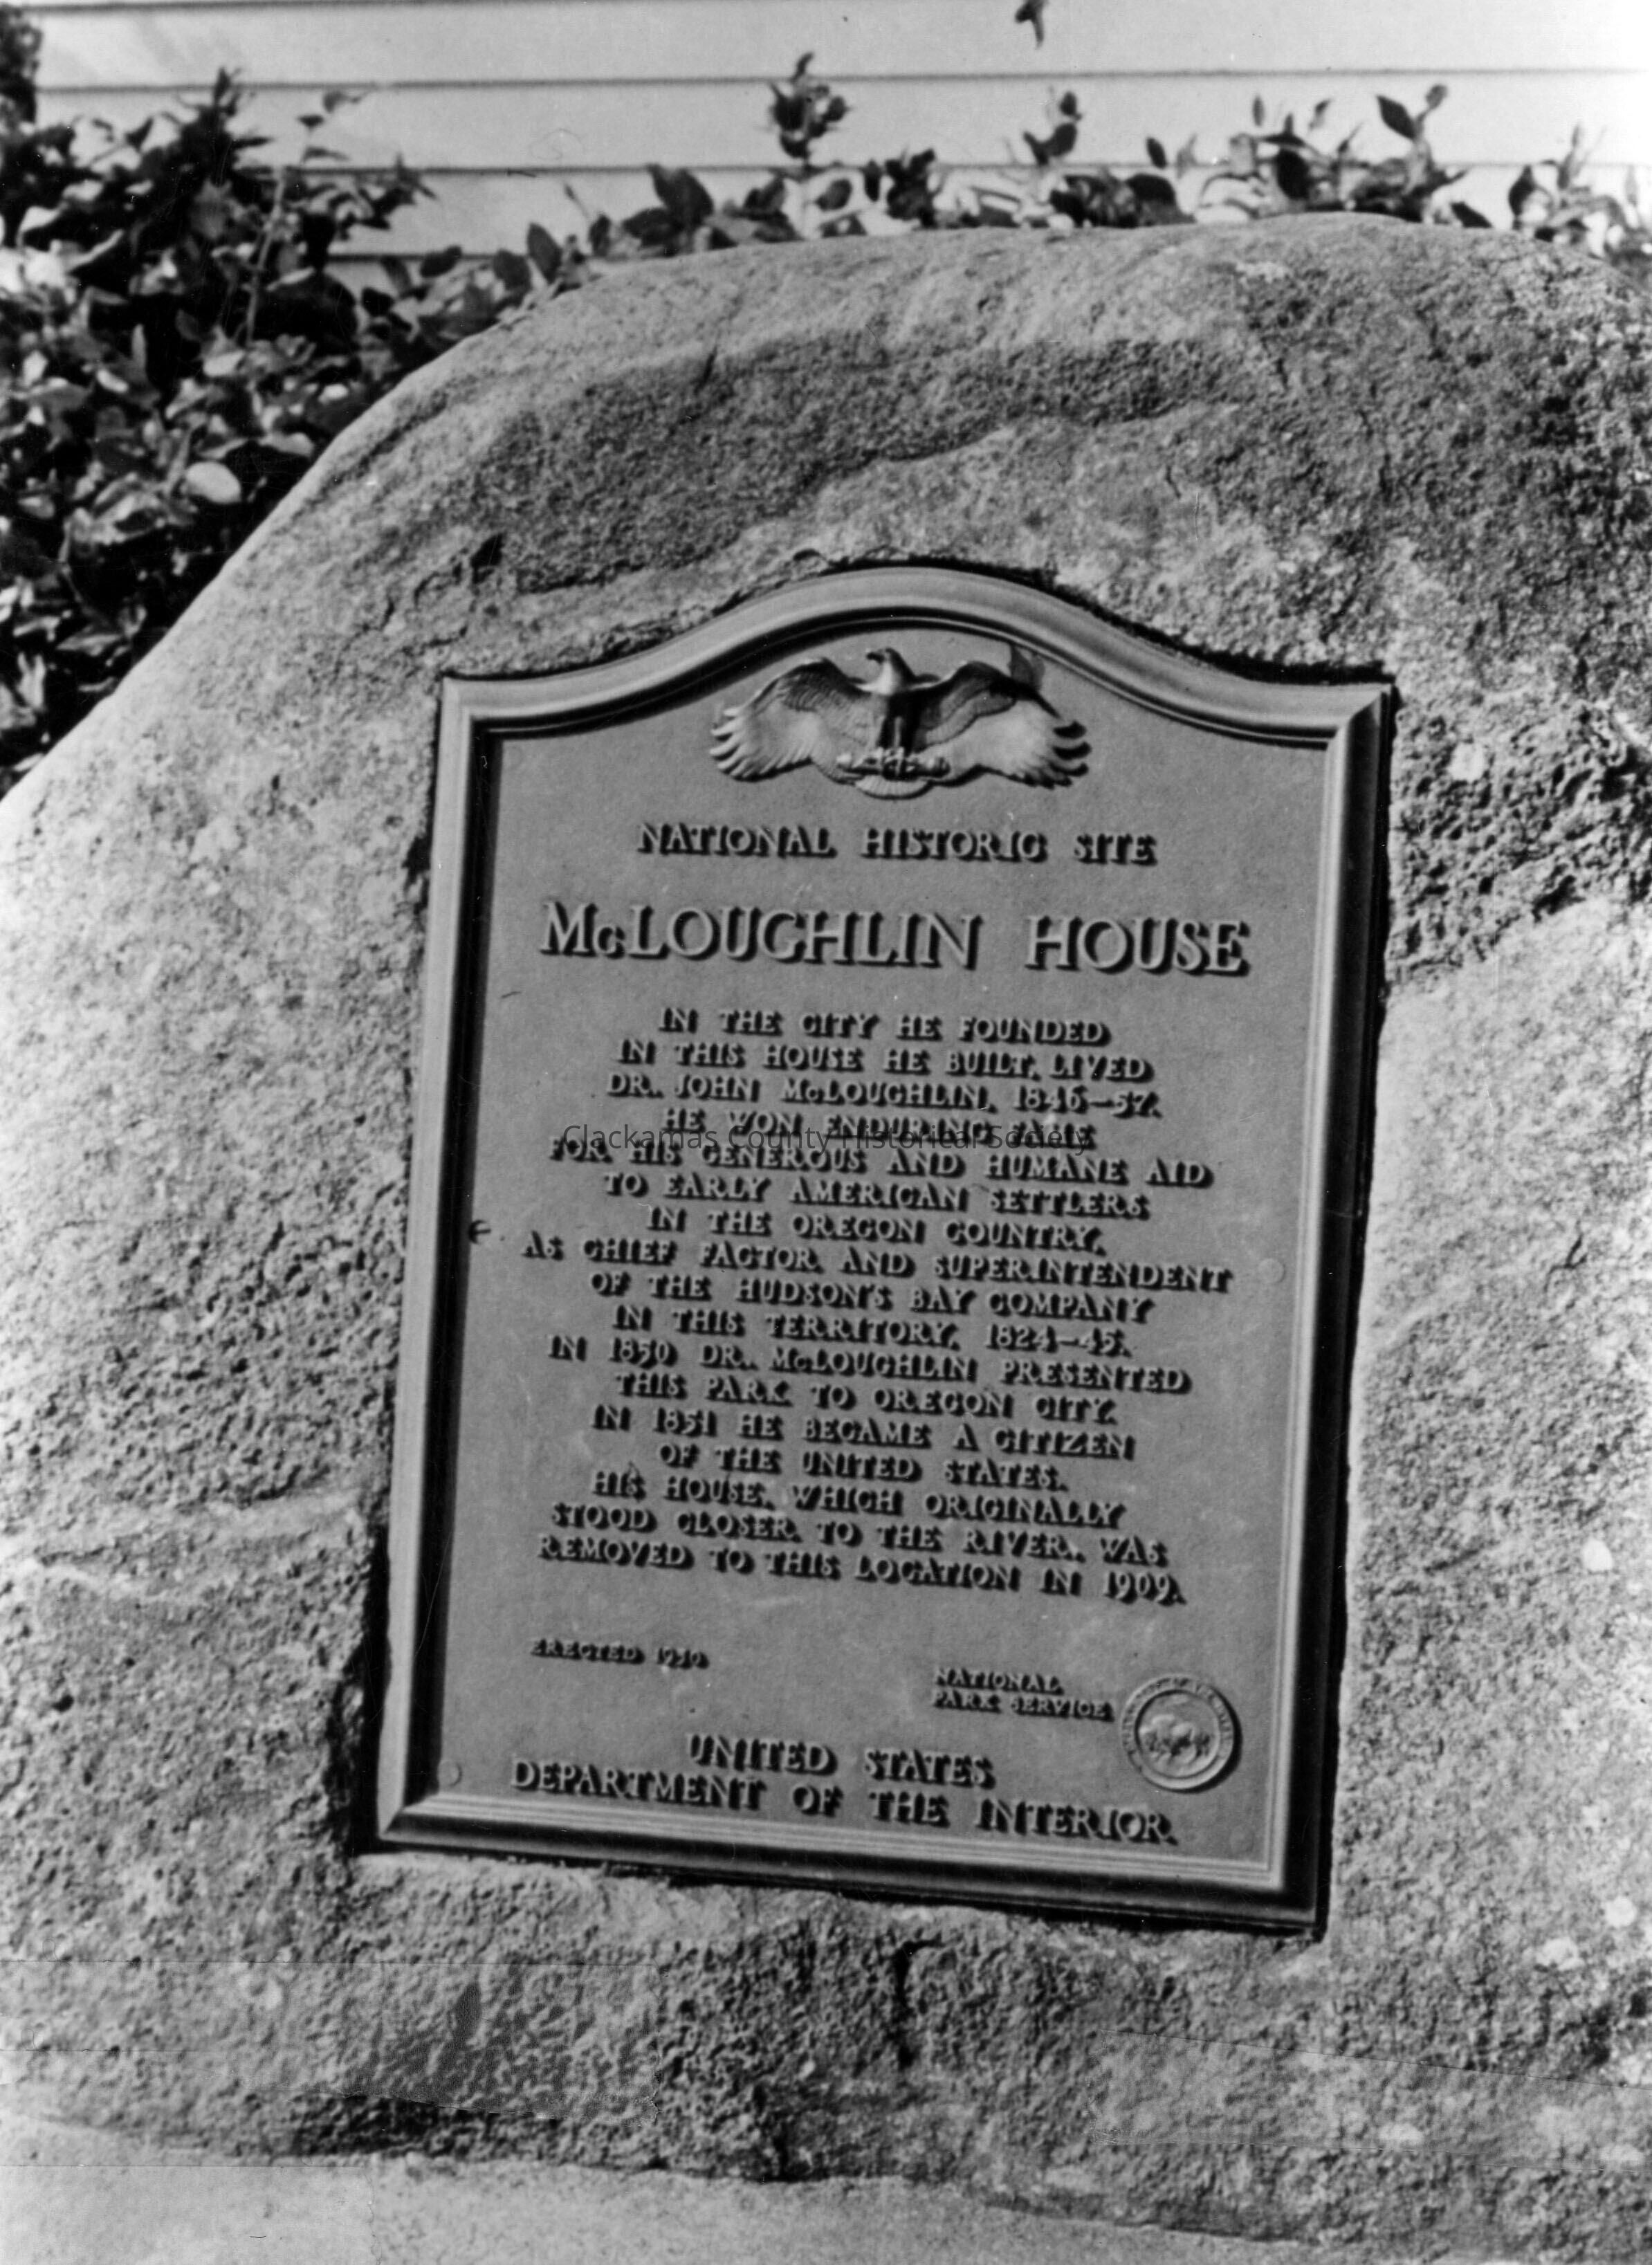 NATIONAL HISTORIC SITE
McLOUGHLIN HOUSE
IN THE CITY HE FOUNDED
IN THIS HOUSE HE BUILT, LIVED
DR. JOHN McLOUGHLIN, 1846-57.
HE WON ENDURING FAME
Clackamas County Historical Society
FOR HIS GENEROUS AND HUMANE AID
TO EARLY AMERICAN SETTLERS
IN THE OREGON COUNTRY,
AS CHIEF FACTOR AND SUPERINTENDENT
OF THE HUDSON'S BAY COMPANY
IN THIS TERRITORY, 1824-45.
IN 1850 DR. McLOUGHLIN PRESENTED
THIS PARK TO OREGON CITY.
IN 1851 HE BECAME A CITIZEN
OF THE UNITED STATES.
HIS HOUSE, WHICH ORIGINALLY
STOOD CLOSER TO THE RIVER, WAS
REMOVED TO THIS LOCATION IN 1909.
ERECTED 1950
NATIONAL
PARK SERVICE
UNITED STATES
DEPARTMENT OF THE INTERIOR